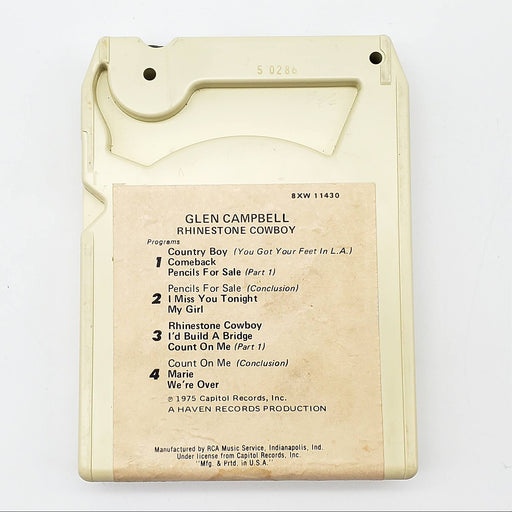 S 0286
8XW 11430
GLEN CAMPBELL
RHINESTONE COWBOY
Programs
1 Country Boy (You Got Your Feet In L.A.)
Comeback
Pencils For Sale (Part 1)
2 Pencils For Sale (Conclusion)
I Miss You Tonight
My Girl
3 Rhinestone Cowboy
I'd Build A Bridge
Count On Me (Part 1)
4 Count On Me (Conclusion)
Marie
We're Over
℗ 1975 Capitol Records, Inc.
A HAVEN RECORDS PRODUCTION
Manufactured by RCA Music Service, Indianapolis, Ind.
Under license from Capitol Records, Inc.
"Mfg. & Prtd. in U.S.A."